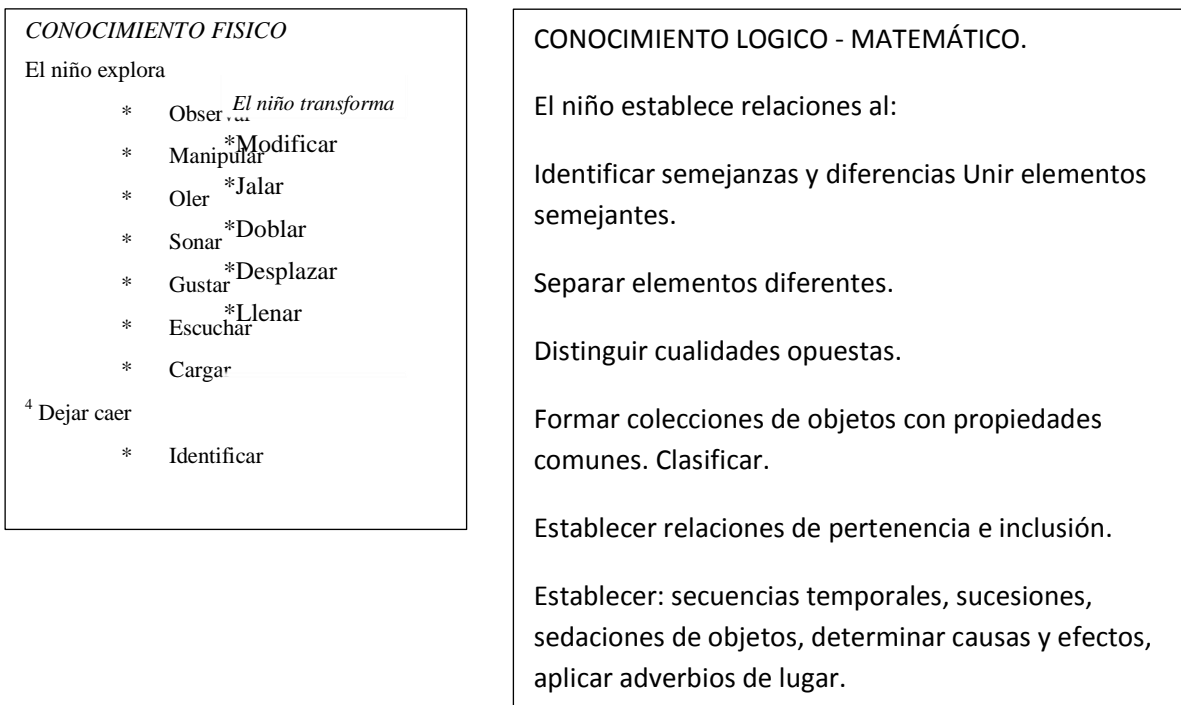 CONOCIMIENTO FISICO
El niño explora
* Observar
* Manipular
* Oler
* Sonar
* Gustar
* Escuchar
* Cargar
4 Dejar caer
* Identificar
El niño transforma
*Modificar
*Jalar
*Doblar
*Desplazar
*Llenar
CONOCIMIENTO LOGICO - MATEMÁTICO.
El niño establece relaciones al:
Identificar semejanzas y diferencias Unir elementos
semejantes.
Separar elementos diferentes.
Distinguir cualidades opuestas.
Formar colecciones de objetos con propiedades
comunes. Clasificar.
Establecer relaciones de pertenencia e inclusión.
Establecer: secuencias temporales, sucesiones,
sedaciones de objetos, determinar causas y efectos,
aplicar adverbios de lugar.